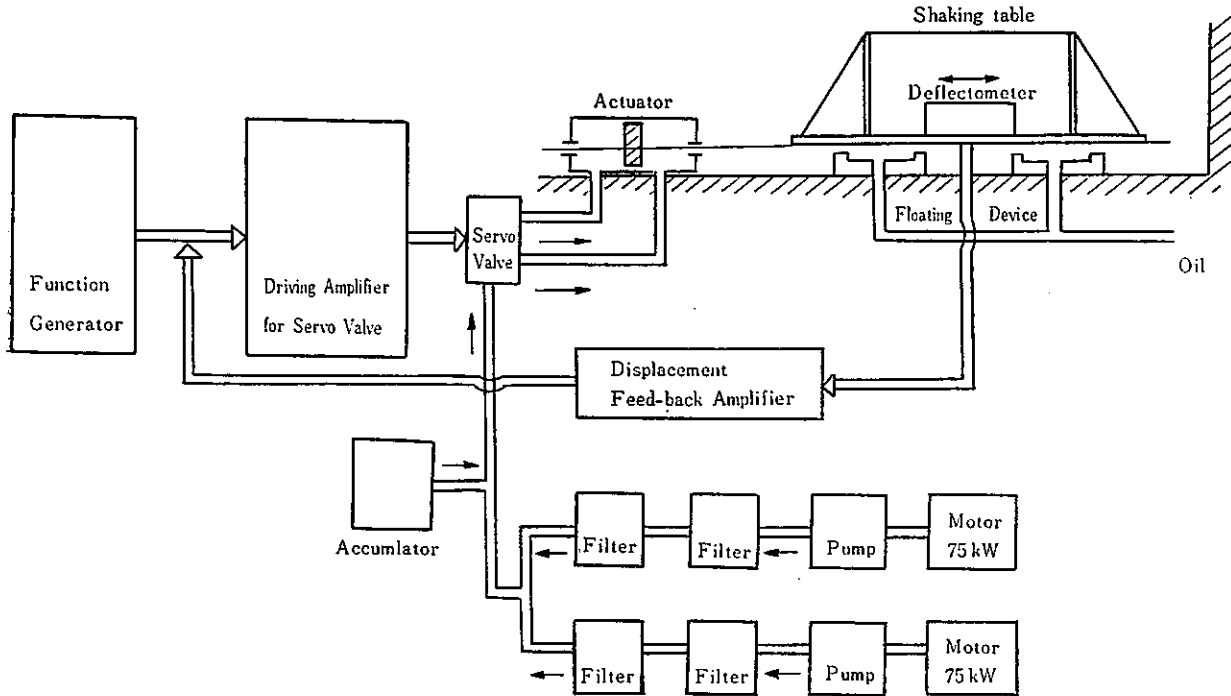 Shaking table
Deflectometer
Actuator
Function
Generator
Driving Amplifier
for Servo Valve
Servo
Valve
Floating Device
Oil
Displacement
Feed-back Amplifier
Accumlator
Filter
Filter
Pump
Motor
75 kW
Filter
Filter
Pump
Motor
75 kW